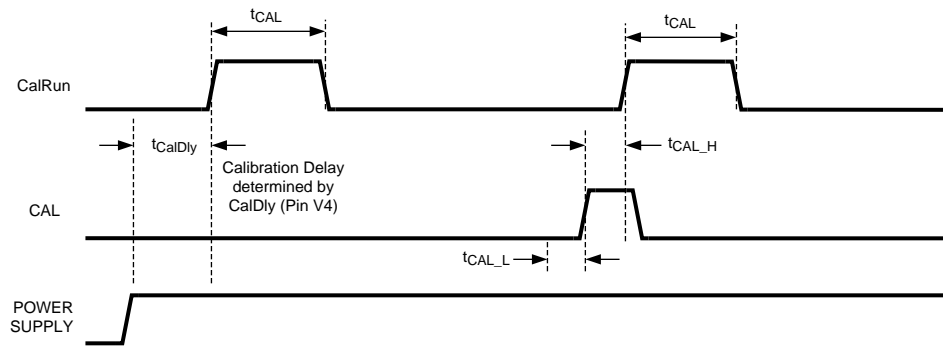 tCAL
tCAL
CalRun
tCalDly
tCAL_H
Calibration Delay
determined by
CalDly (Pin V4)
CAL
tCAL_L
POWER
SUPPLY